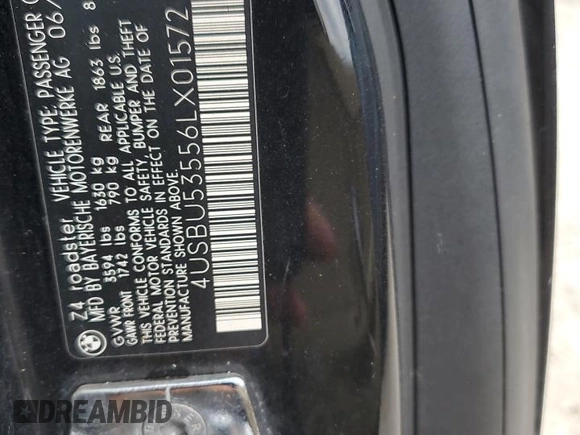 Z4 roadster VEHICLE TYPE: PASSENGER
MFD BY BAYERISCHE MOTORENWERKE AG 06/
GVWR 3594 lbs 1630 kg
GAWR FRONT 1742 lbs 790 kg REAR 1863 lbs 8
THIS VEHICLE CONFORMS TO ALL APPLICABLE U.S.
FEDERAL MOTOR VEHICLE SAFETY, BUMPER AND THEFT
PREVENTION STANDARDS IN EFFECT ON THE DATE OF
MANUFACTURE SHOWN ABOVE.
4USBU53556LX01572
DREAMBID